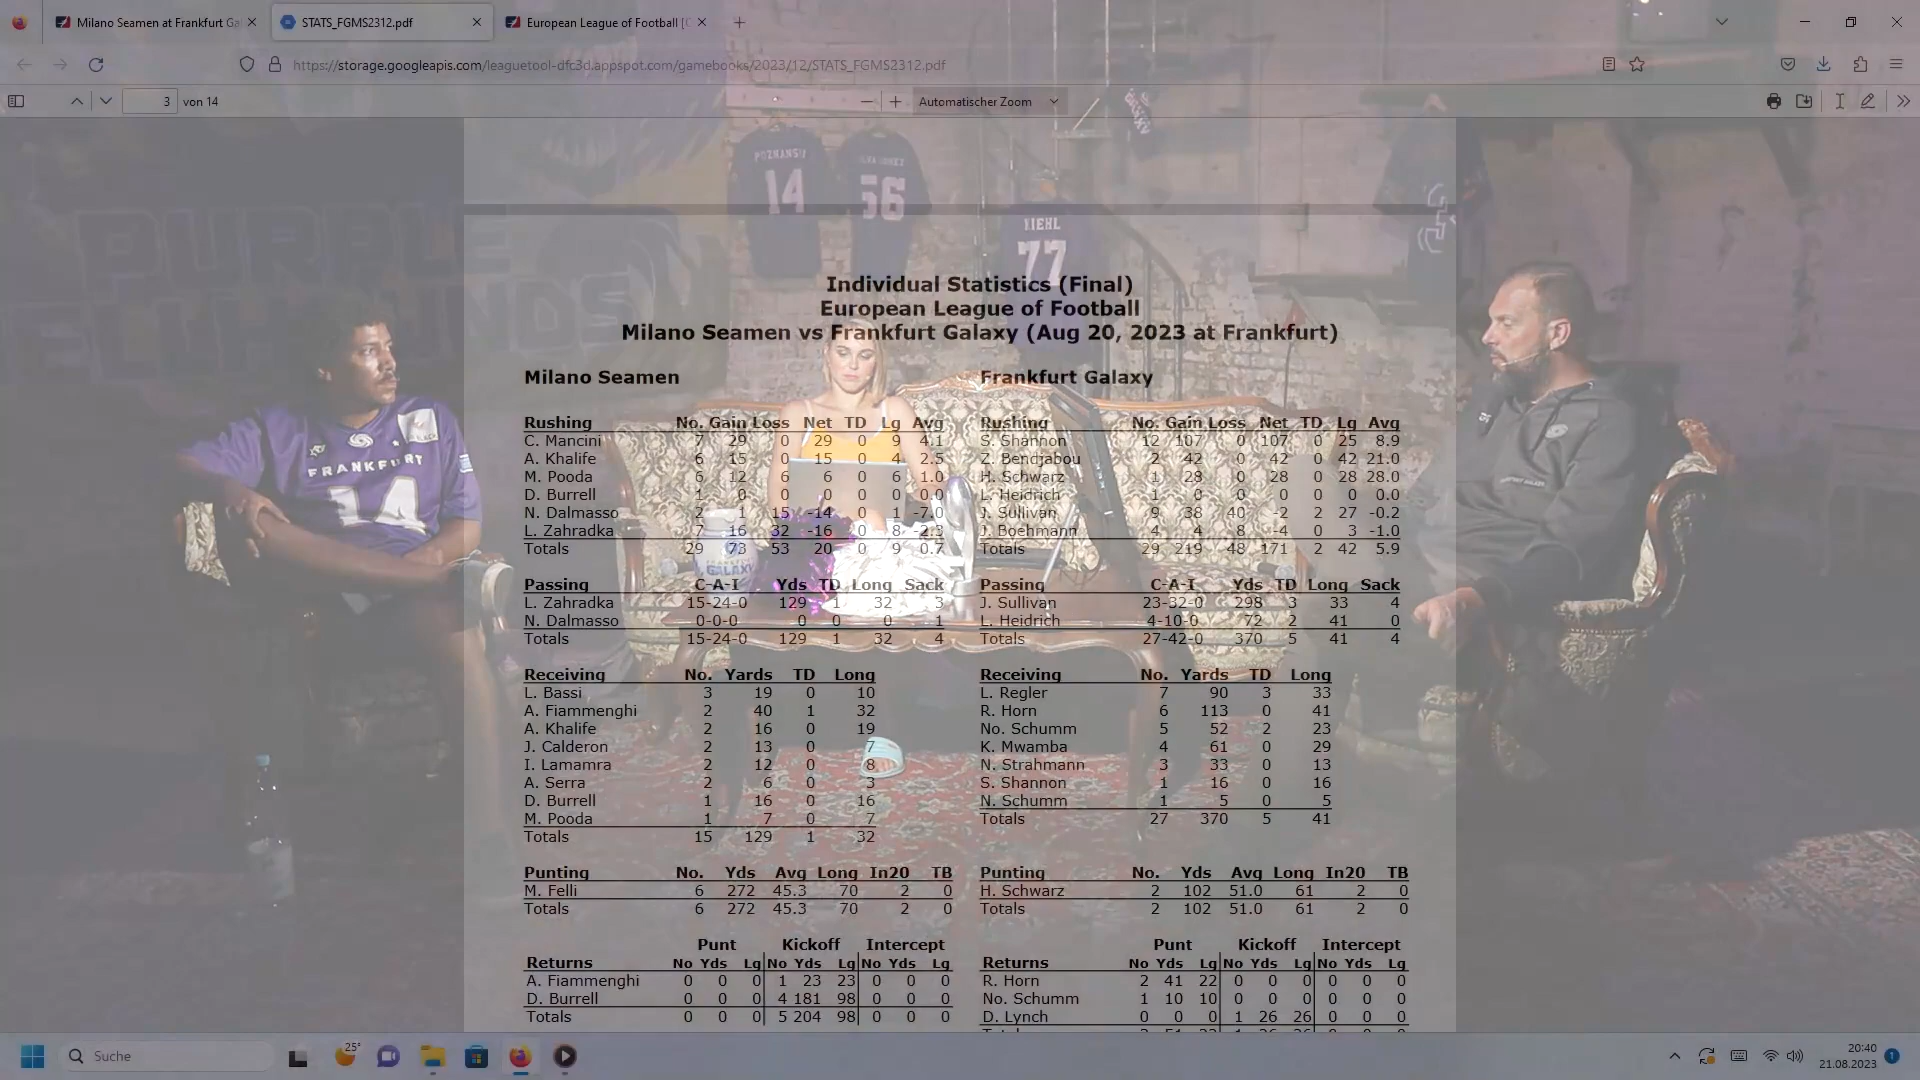 Milano Seamen at Frankfurt Ga
STATS_FGMS2312.pdf
European League of Football
https://storage.googleapis.com/leaguetool-dfc3d.appspot.com/gamebooks/2023/12/STATS_FGMS2312.pdf
3 von 14
Automatischer Zoom
14
56
77
PURPLE
Individual Statistics (Final)
European League of Football
Milano Seamen vs Frankfurt Galaxy (Aug 20, 2023 at Frankfurt)
Milano Seamen Frankfurt Galaxy
Rushing No. Gain Loss Net TD Lg Avg Rushing No. Gain Loss Net TD Lg Avg
C. Mancini 7 29 0 29 0 9 4.1 S. Shannon 12 107 0 107 0 25 8.9
A. Khalife 6 15 0 15 0 4 2.5 Z. Bendjabou 2 42 0 42 0 42 21.0
M. Pooda 6 12 6 6 0 6 1.0 H. Schwarz 1 28 0 28 0 28 28.0
D. Burrell 1 0 0 0 0 0 0.0 L. Heidrich 1 0 0 0 0 0 0.0
N. Dalmasso 2 1 15 -14 0 1 -7.0 J. Sullivan 9 38 40 -2 2 27 -0.2
L. Zahradka 7 16 32 -16 0 8 -2.3 J. Boehmann 4 4 8 -4 0 3 -1.0
Totals 29 73 53 20 0 9 0.7 Totals 29 219 48 171 2 42 5.9
Passing C-A-I Yds TD Long Sack Passing C-A-I Yds TD Long Sack
L. Zahradka 15-24-0 129 1 32 3 J. Sullivan 23-32-0 298 3 33 4
N. Dalmasso 0-0-0 0 0 0 1 L. Heidrich 4-10-0 72 2 41 0
Totals 15-24-0 129 1 32 4 Totals 27-42-0 370 5 41 4
Receiving No. Yards TD Long Receiving No. Yards TD Long
L. Bassi 3 19 0 10 L. Regler 7 90 3 33
A. Fiammenghi 2 40 1 32 R. Horn 6 113 0 41
A. Khalife 2 16 0 19 No. Schumm 5 52 2 23
J. Calderon 2 13 0 7 K. Mwamba 4 61 0 29
I. Lamamra 2 12 0 8 N. Strahmann 3 33 0 13
A. Serra 2 6 0 3 S. Shannon 1 16 0 16
D. Burrell 1 16 0 16 N. Schumm 1 5 0 5
M. Pooda 1 7 0 7 Totals 27 370 5 41
Totals 15 129 1 32
Punting No. Yds Avg Long In20 TB Punting No. Yds Avg Long In20 TB
M. Felli 6 272 45.3 70 2 0 H. Schwarz 2 102 51.0 61 2 0
Totals 6 272 45.3 70 2 0 Totals 2 102 51.0 61 2 0
Punt Kickoff Intercept Punt Kickoff Intercept
Returns No Yds Lg No Yds Lg No Yds Lg Returns No Yds Lg No Yds Lg No Yds Lg
A. Fiammenghi 0 0 0 1 23 23 0 0 0 R. Horn 2 41 22 0 0 0 0 0 0
D. Burrell 0 0 0 4 181 98 0 0 0 No. Schumm 1 10 10 0 0 0 0 0 0
Totals 0 0 0 5 204 98 0 0 0 D. Lynch 0 0 0 1 26 26 0 0 0
FRANKFURT
14
GALAXY
25°
Suche
20:40
21.08.2023
1